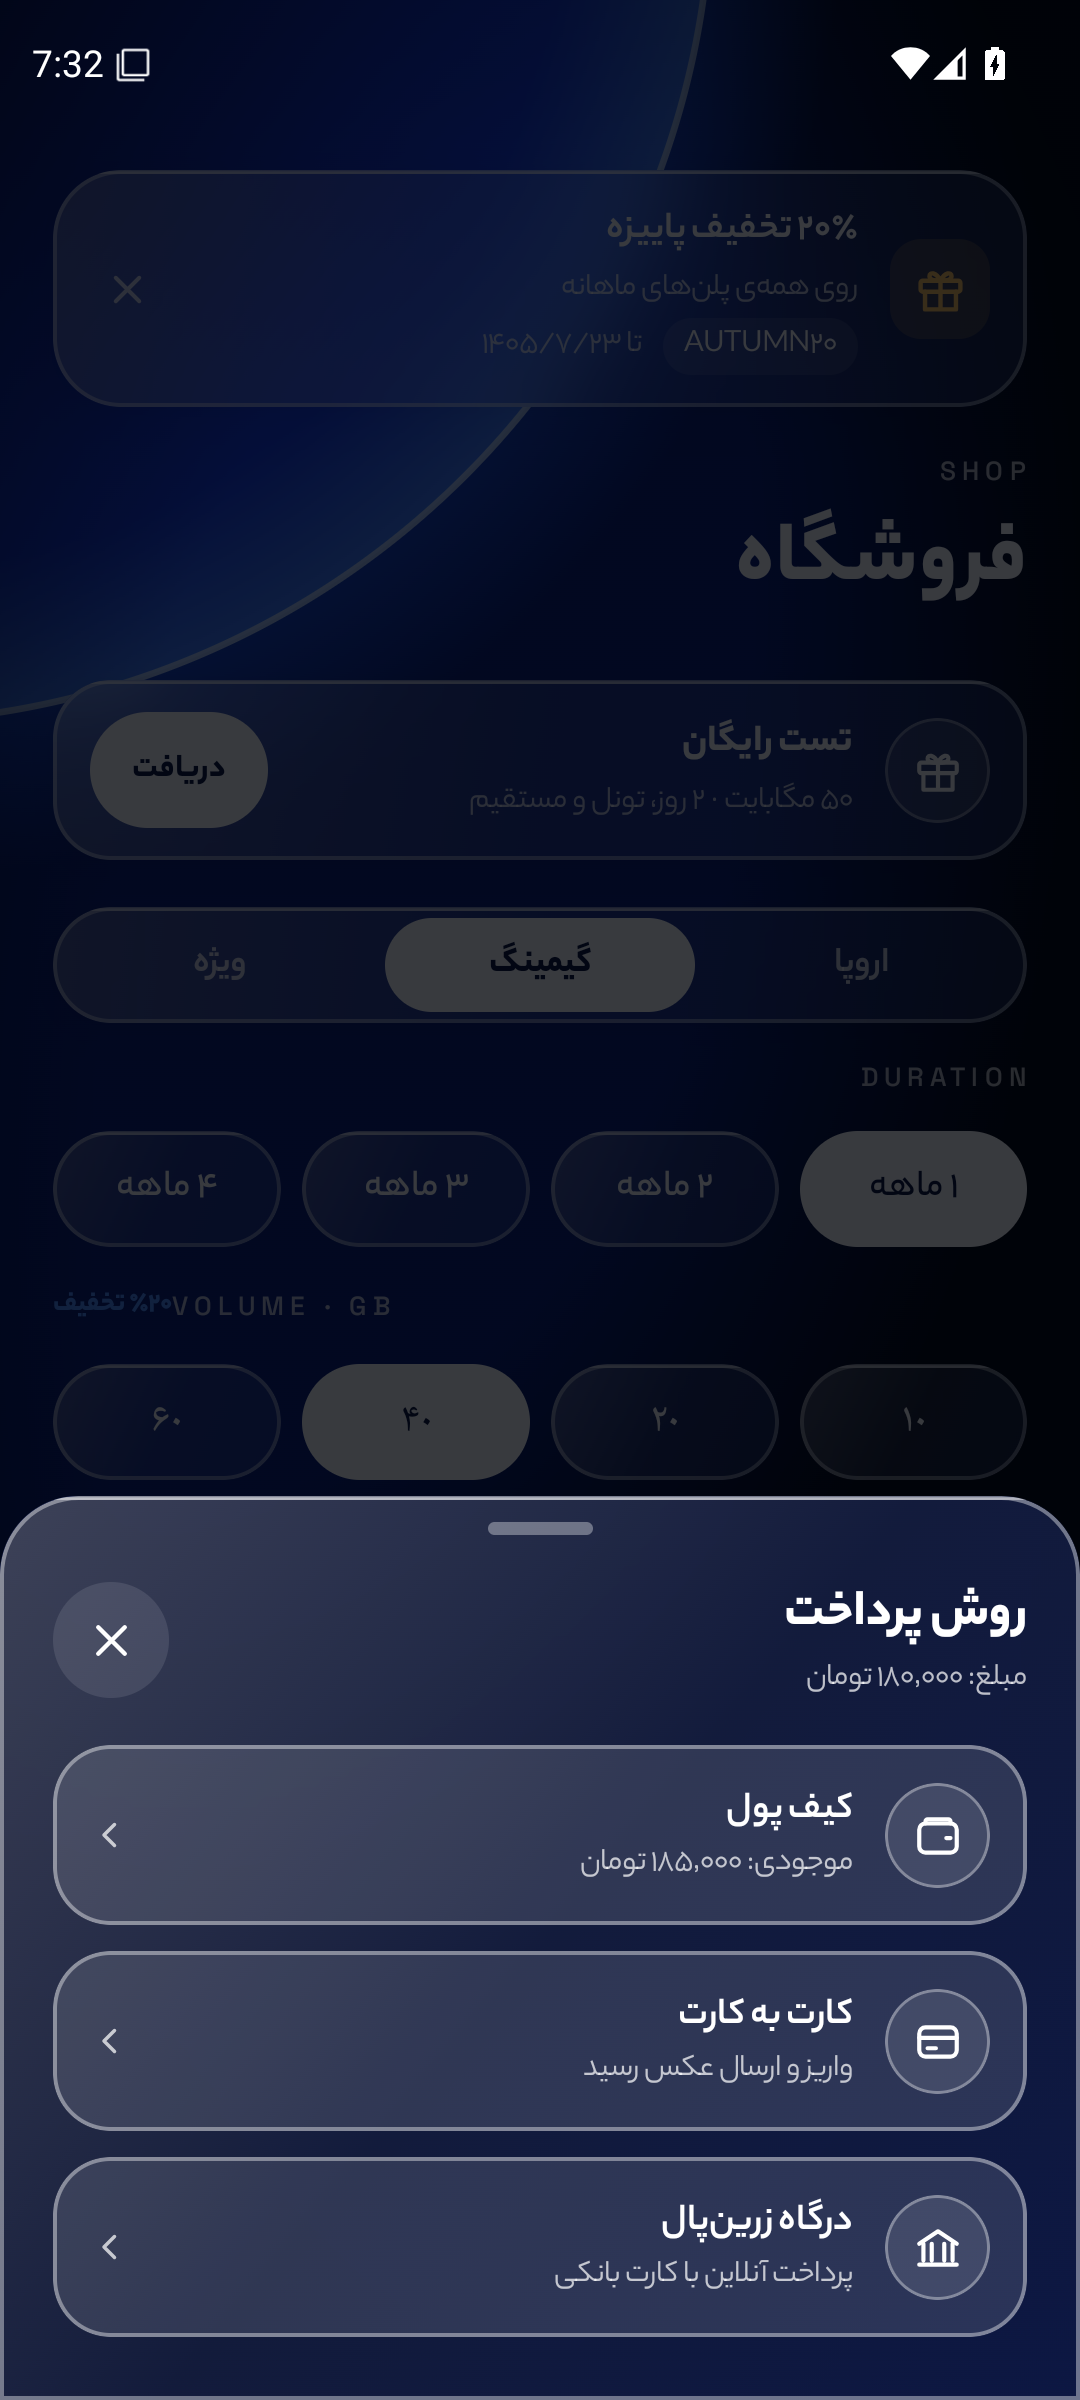 7:32
۲۰% تخفیف پاییزه
روی همه‌ی پلن‌های ماهانه
AUTUMN۲۰ تا ۱۴۰۵/۷/۲۳
SHOP
فروشگاه
تست رایگان
۵۰ مگابایت · ۲ روز، تونل و مستقیم
دریافت
اروپا گیمینگ ویژه
DURATION
۱ ماهه ۲ ماهه ۳ ماهه ۴ ماهه
VOLUME · GB ۲۰% تخفیف
۱۰ ۲۰ ۴۰ ۶۰
روش پرداخت
مبلغ: ۱۸۰,۰۰۰ تومان
کیف پول
موجودی: ۱۸۵,۰۰۰ تومان
کارت به کارت
واریز و ارسال عکس رسید
درگاه زرین‌پال
پرداخت آنلاین با کارت بانکی